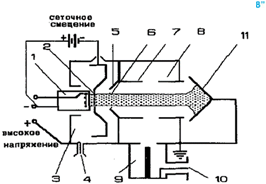 8"
сеточное
смещение
+ -
1 2 5 6 7 8 11
-
+
высокое
напряжение
3 4 9 10